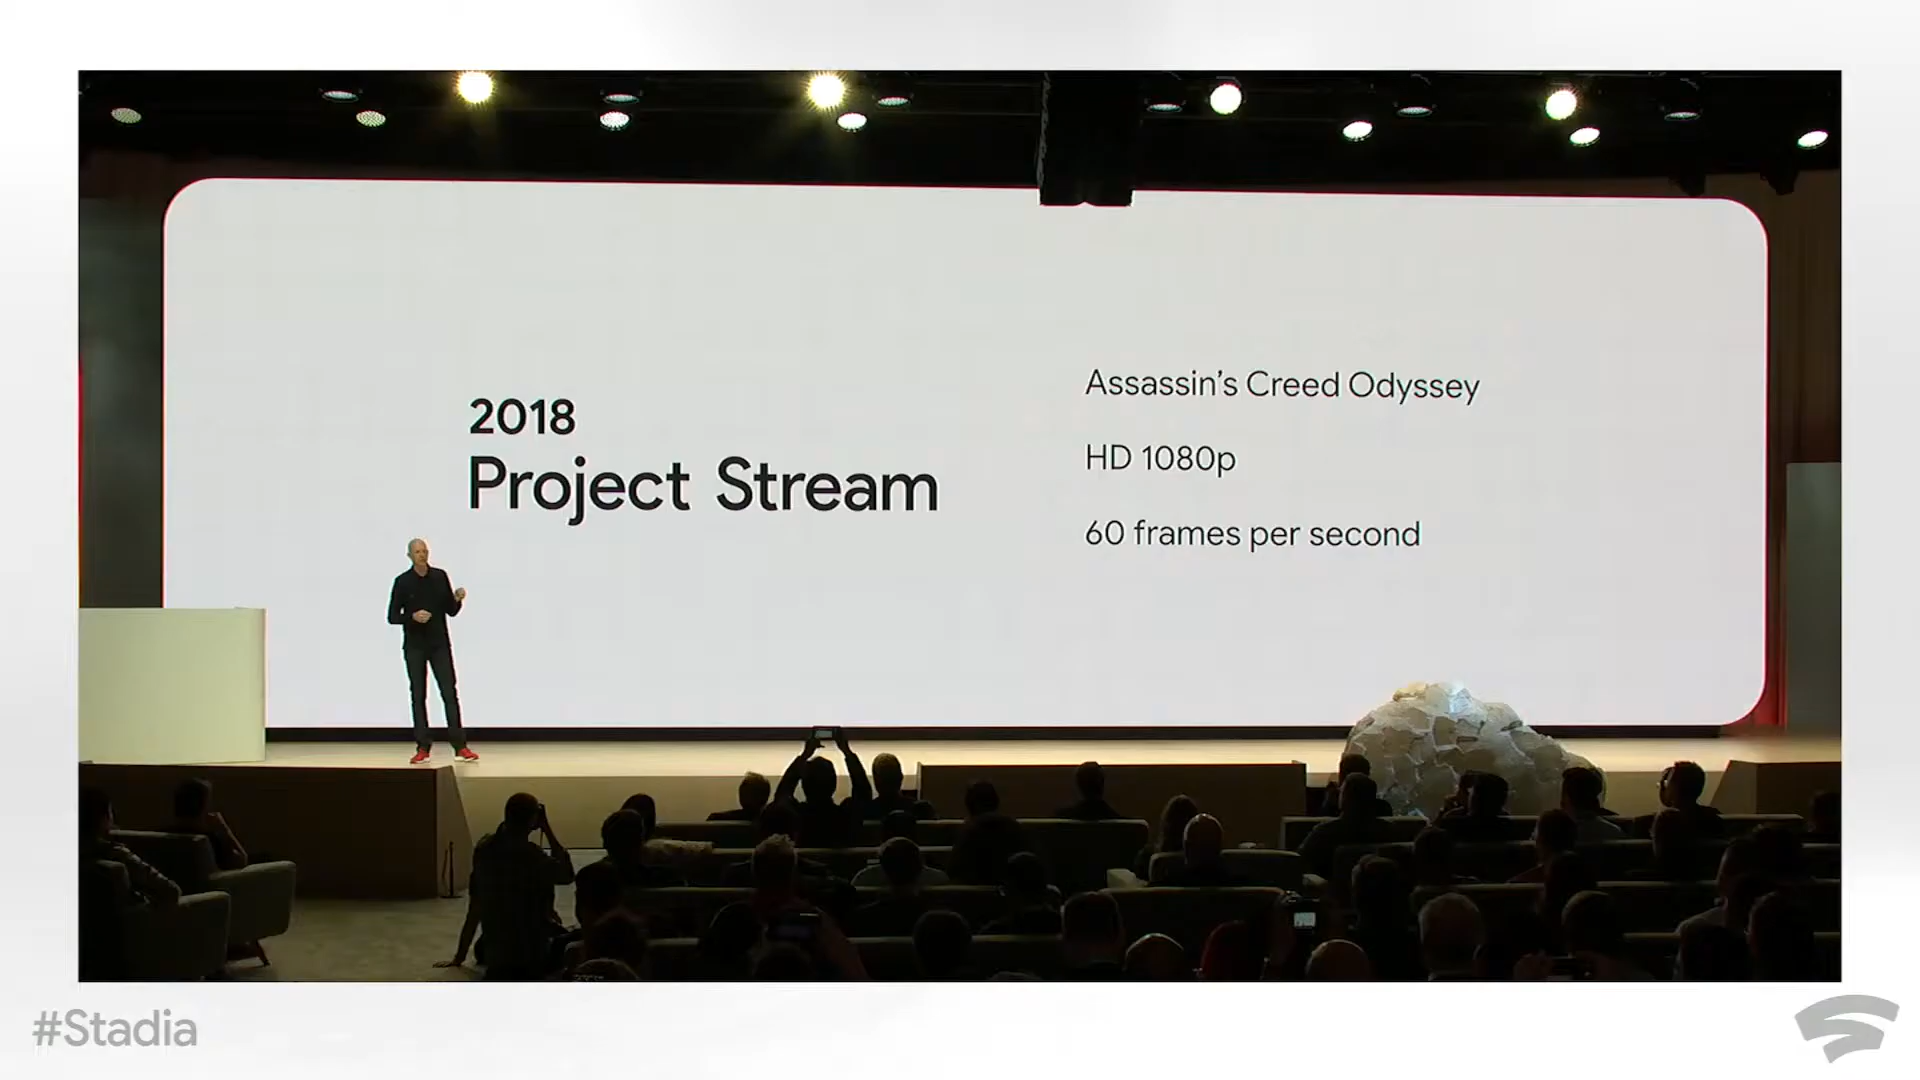 2018
Project Stream
Assassin's Creed Odyssey
HD 1080p
60 frames per second
#Stadia